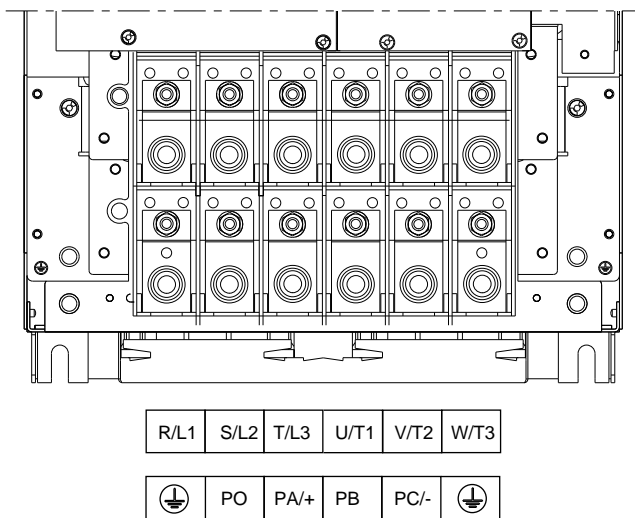 R/L1 S/L2 T/L3 U/T1 V/T2 W/T3
PO PA/+ PB PC/-